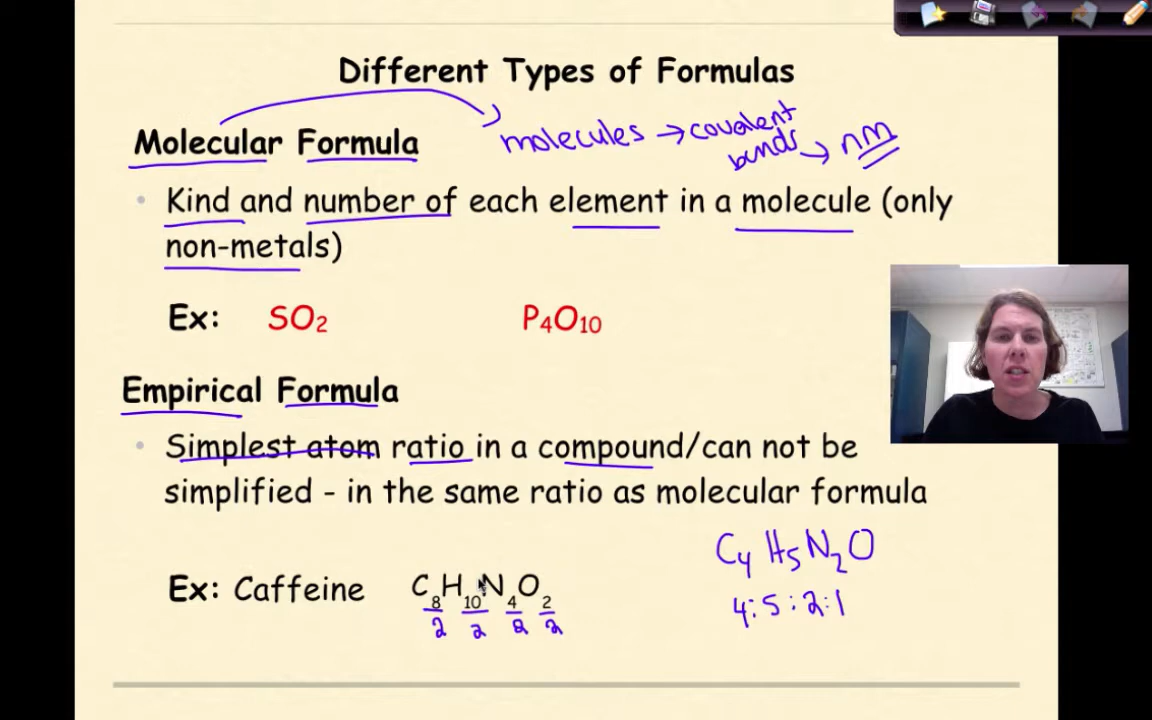 Different Types of Formulas
Molecular Formula
molecules → covalent
bonds → nm
• Kind and number of each element in a molecule (only
non-metals)
Ex: SO₂ P₄O₁₀
Empirical Formula
• Simplest atom ratio in a compound/can not be
simplified - in the same ratio as molecular formula
C₄H₅N₂O
Ex: Caffeine C₈H₁₀N₄O₂
4:5:2:1
2 2 2 2